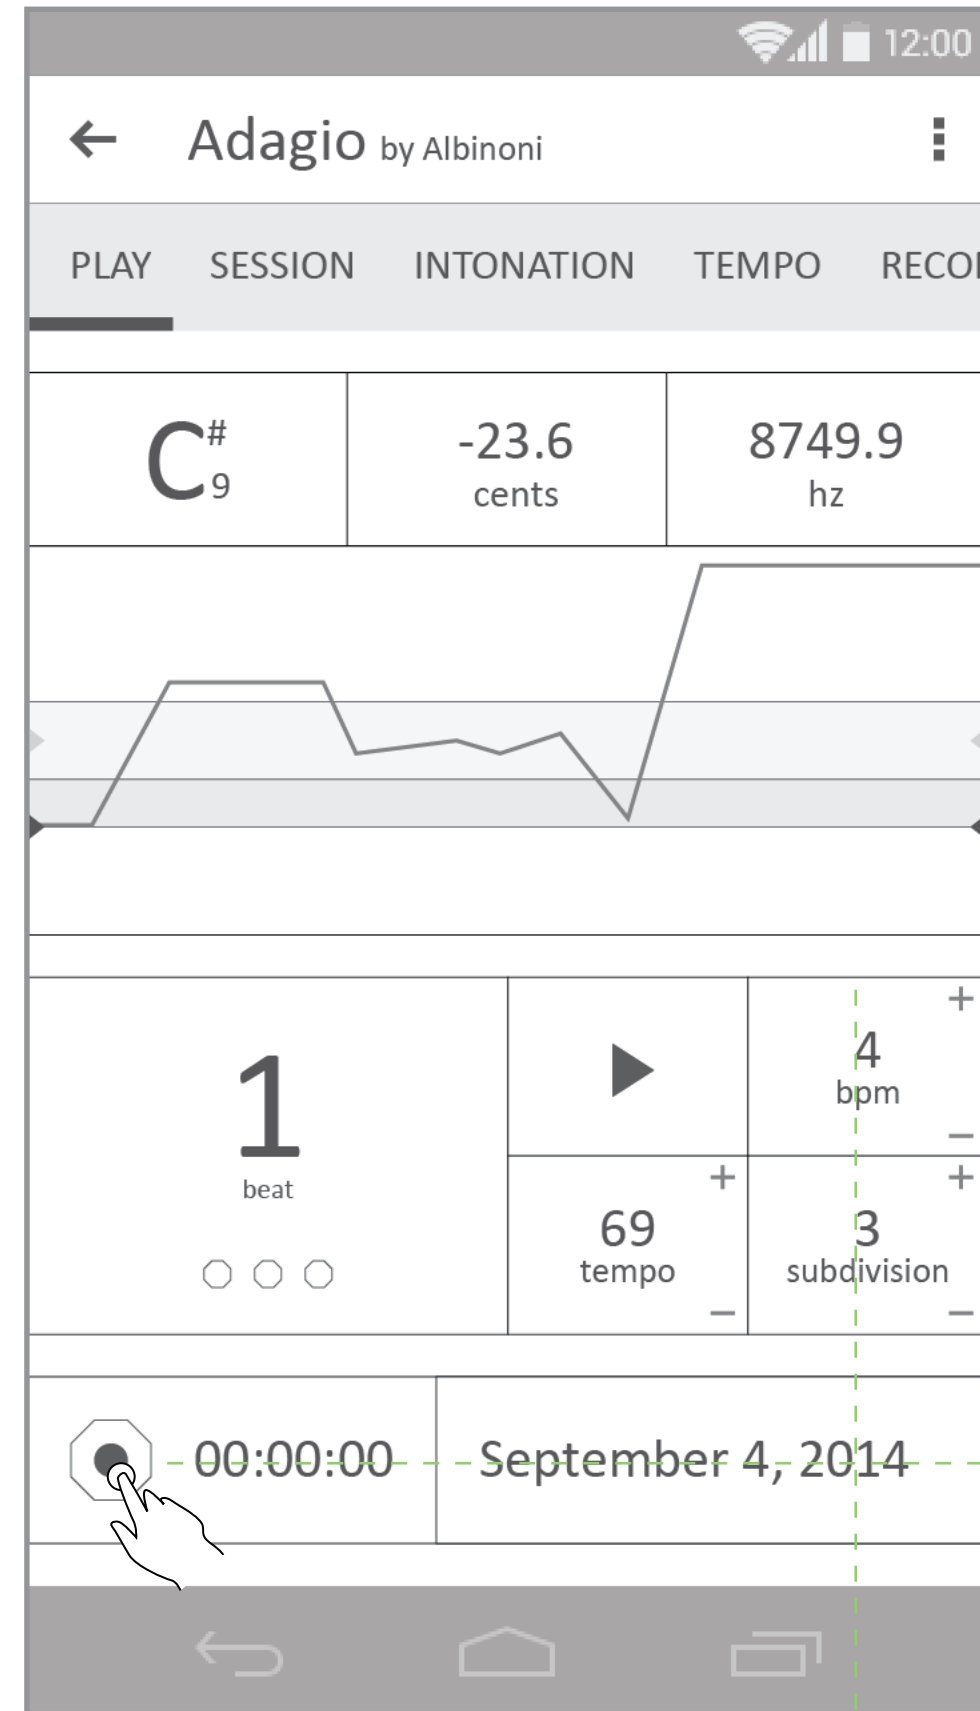 12:00
Adagio by Albinoni
PLAY SESSION INTONATION TEMPO RECOR
C#9 -23.6 8749.9
cents hz
4
bpm
1
beat
69 3
tempo subdivision
00:00:00 September 4, 2014